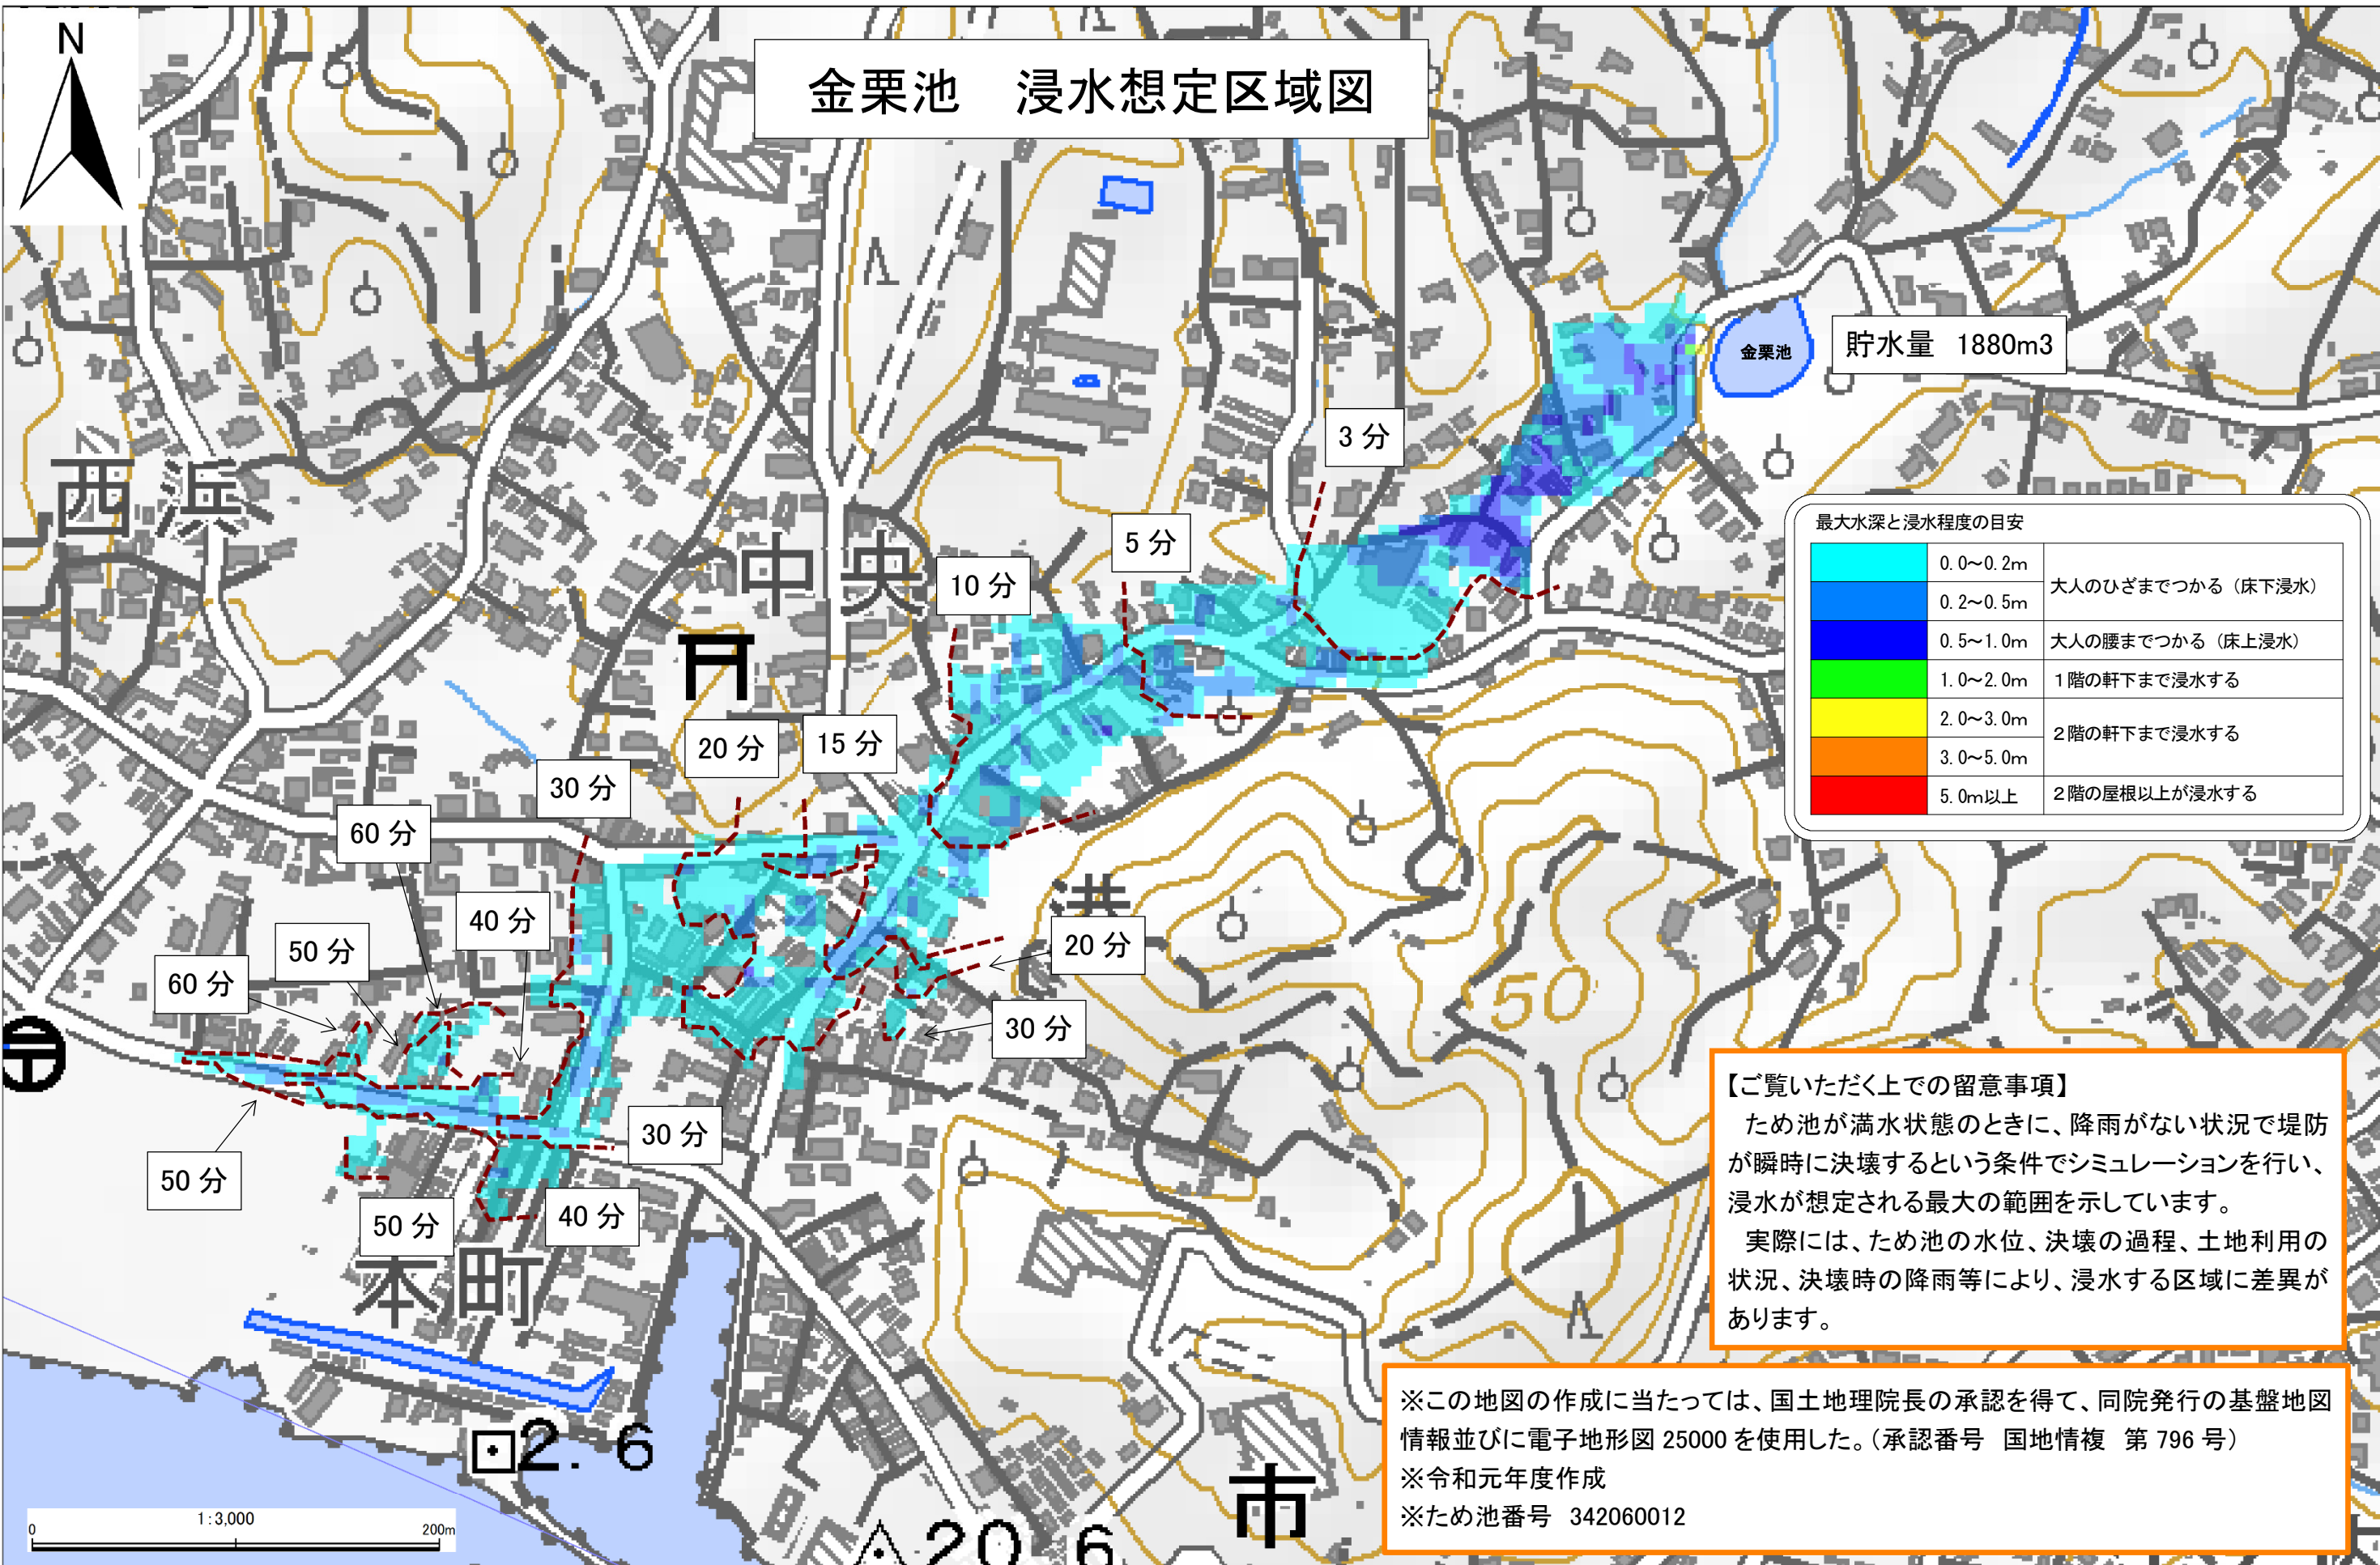 N
金栗池　浸水想定区域図
金栗池
貯水量 1880m3
3 分
5 分
10 分
西浜
中央
20 分
15 分
30 分
60 分
40 分
50 分
60 分
20 分
30 分
30 分
50 分
50 分
40 分
本町
50
2.6
20.6
市
最大水深と浸水程度の目安
0.0～0.2m
大人のひざまでつかる（床下浸水）
0.2～0.5m
0.5～1.0m 大人の腰までつかる（床上浸水）
1.0～2.0m １階の軒下まで浸水する
2.0～3.0m
２階の軒下まで浸水する
3.0～5.0m
5.0m以上 ２階の屋根以上が浸水する
【ご覧いただく上での留意事項】
ため池が満水状態のときに、降雨がない状況で堤防
が瞬時に決壊するという条件でシミュレーションを行い、
浸水が想定される最大の範囲を示しています。
実際には、ため池の水位、決壊の過程、土地利用の
状況、決壊時の降雨等により、浸水する区域に差異が
あります。
※この地図の作成に当たっては、国土地理院長の承認を得て、同院発行の基盤地図
情報並びに電子地形図 25000 を使用した。（承認番号 国地情複 第 796 号）
※令和元年度作成
※ため池番号 342060012
1:3,000
0 200m